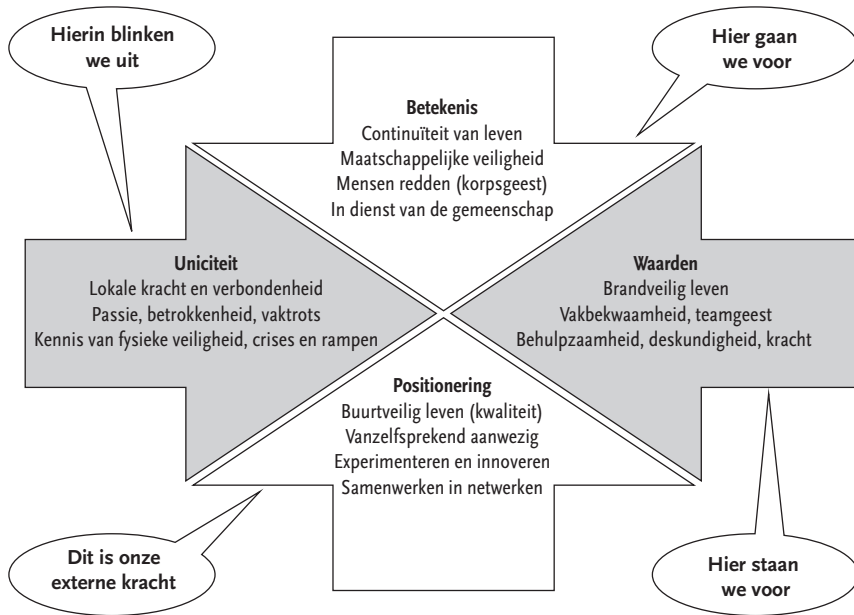 Hierin blinken
we uit
Hier gaan
we voor
Betekenis
Continuïteit van leven
Maatschappelijke veiligheid
Mensen redden (korpsgeest)
In dienst van de gemeenschap
Uniciteit
Lokale kracht en verbondenheid
Passie, betrokkenheid, vaktrots
Kennis van fysieke veiligheid, crises en rampen
Waarden
Brandveilig leven
Vakbekwaamheid, teamgeest
Behulpzaamheid, deskundigheid, kracht
Positionering
Buurtveilig leven (kwaliteit)
Vanzelfsprekend aanwezig
Experimenteren en innoveren
Samenwerken in netwerken
Dit is onze
externe kracht
Hier staan
we voor